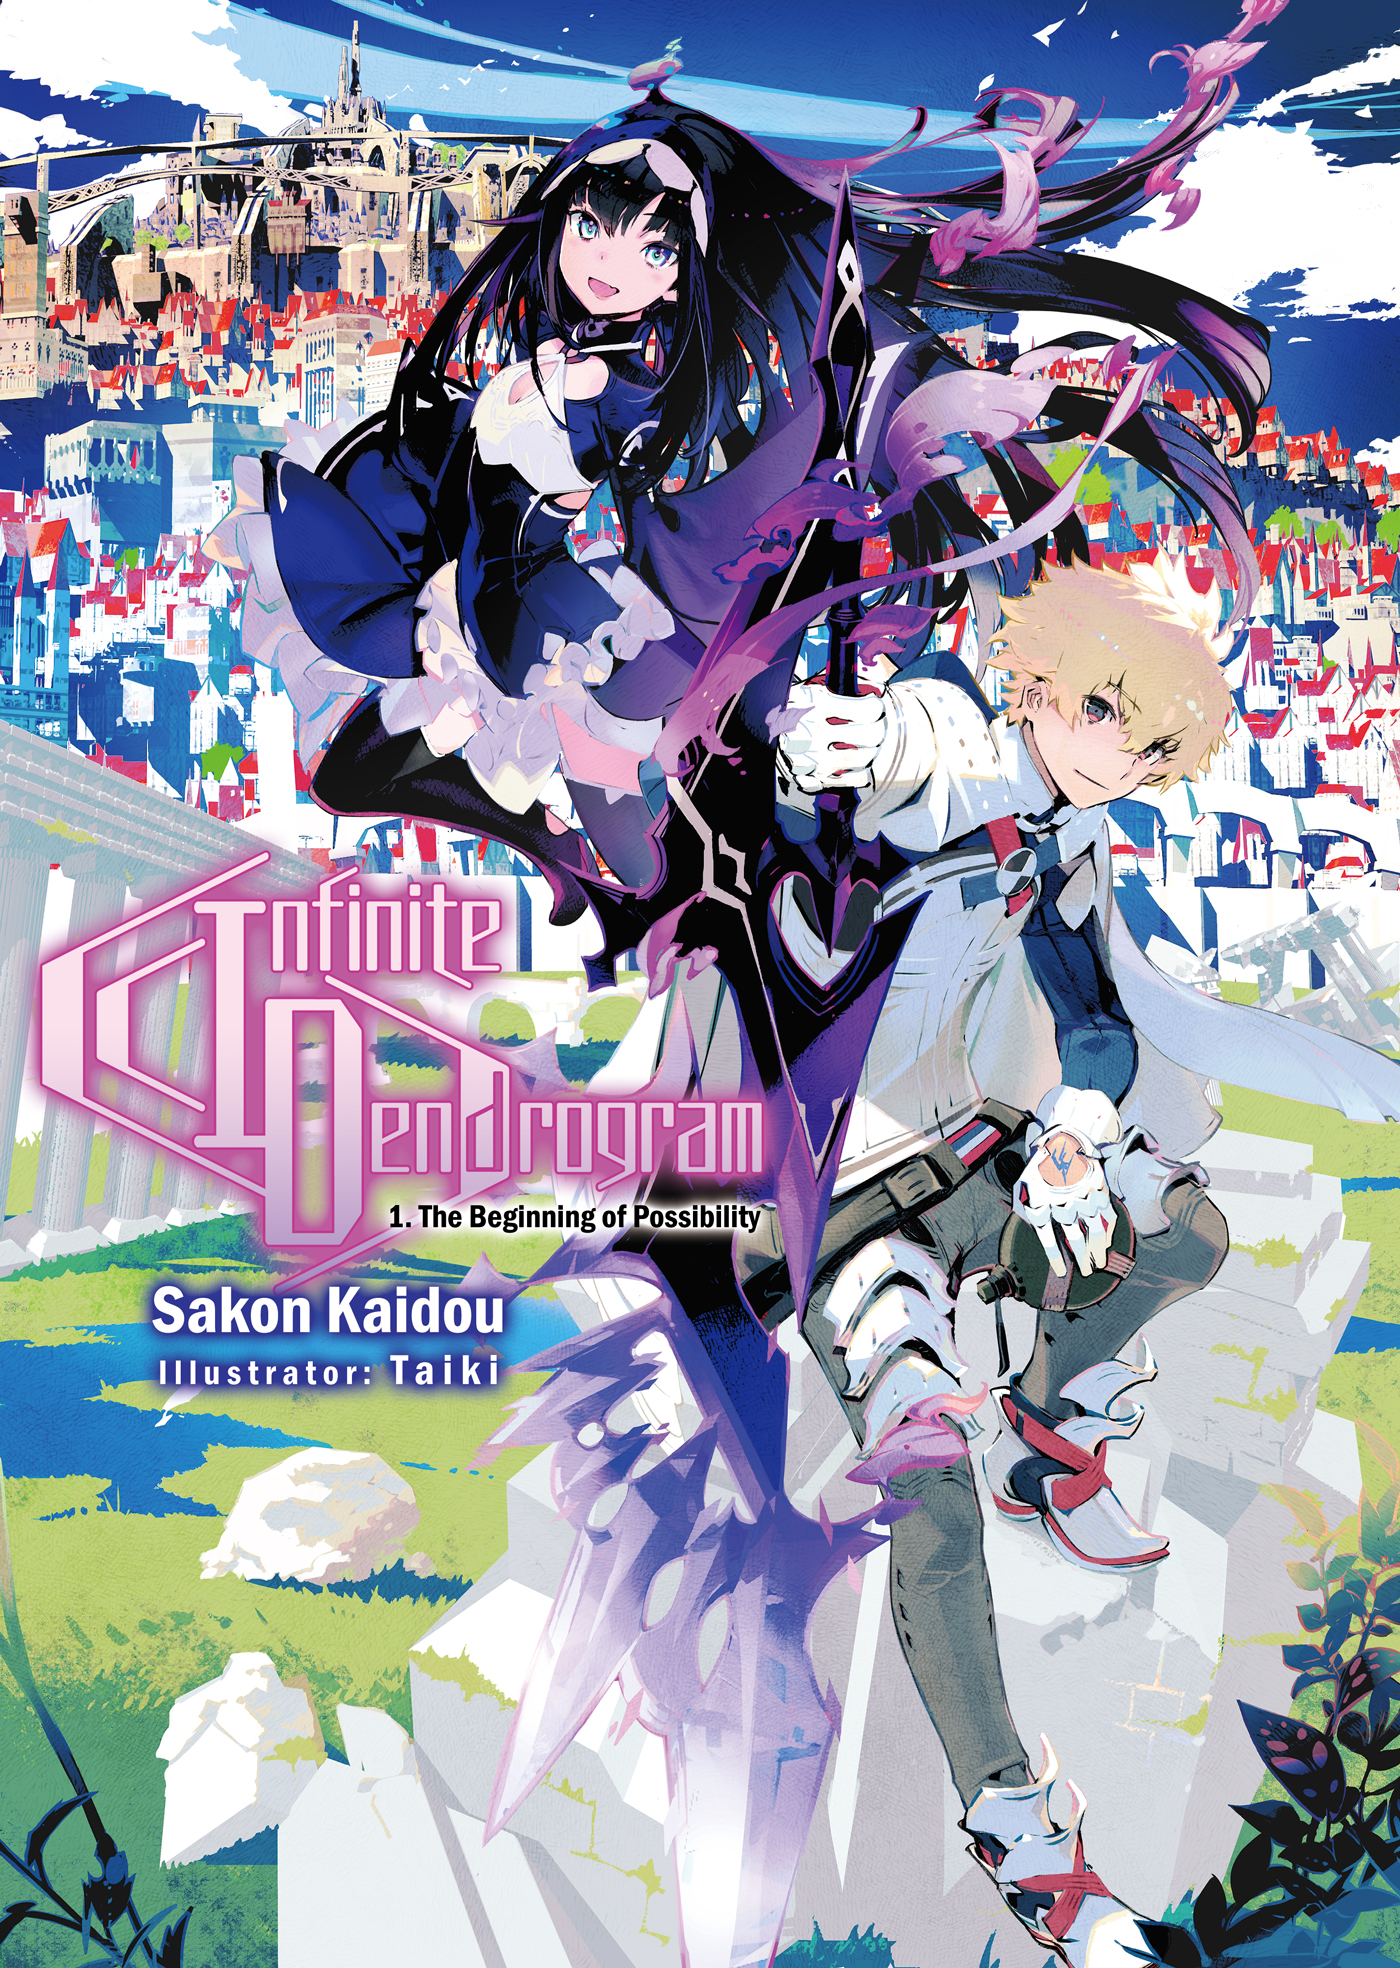 Infinite
Dendrogram
1. The Beginning of Possibility
Sakon Kaidou
Illustrator: Taiki